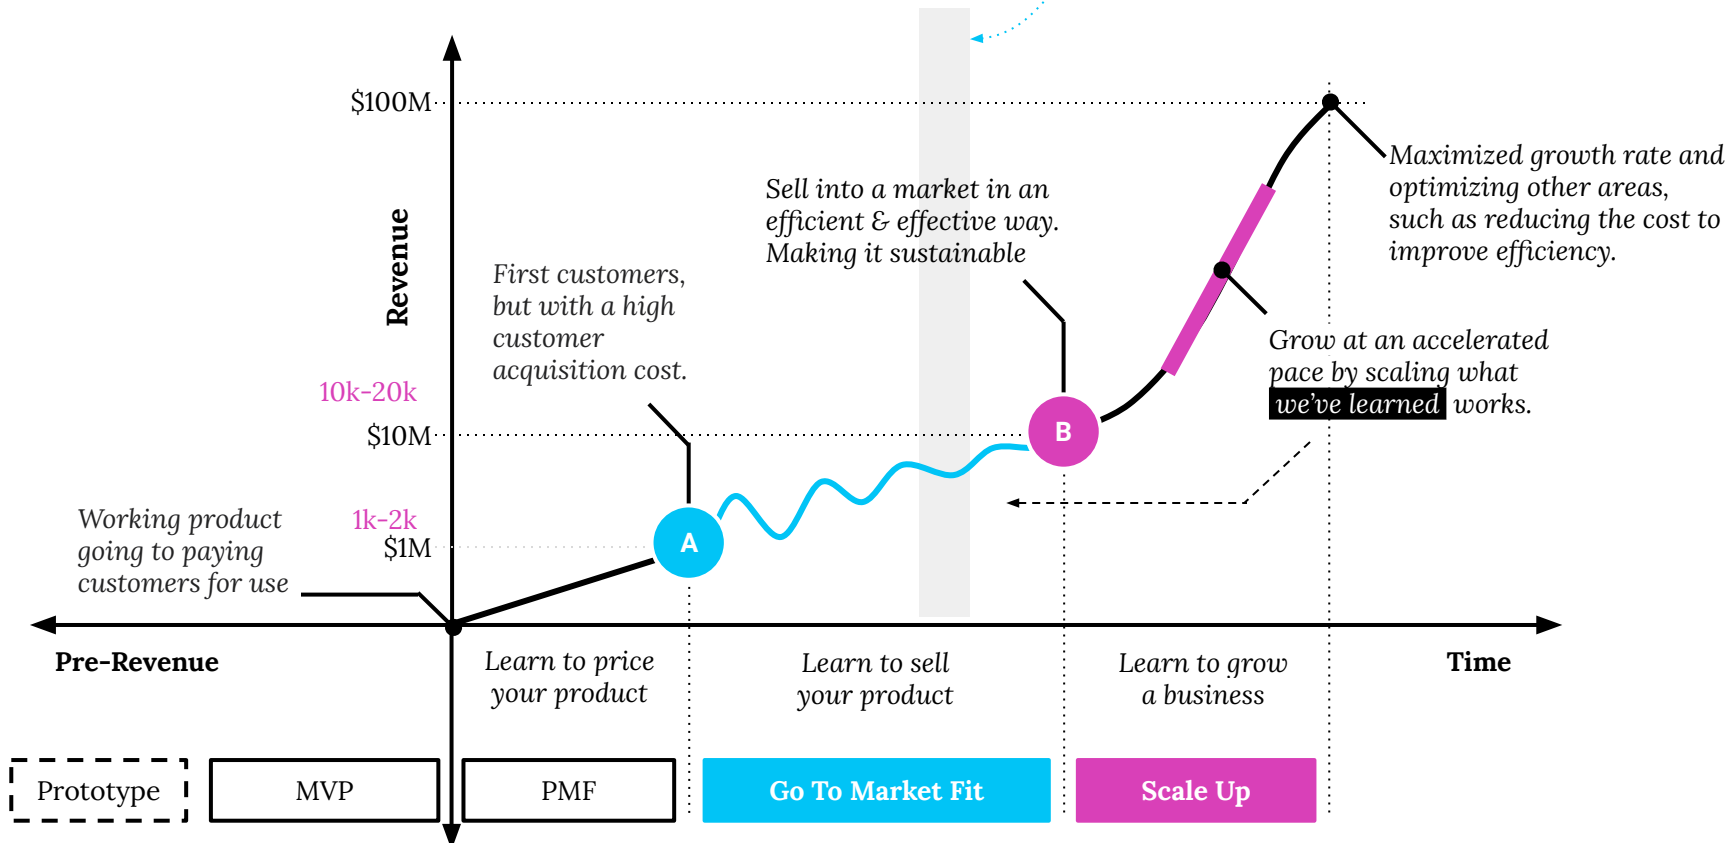 $100M
Revenue
10k-20k
$10M
1k-2k
$1M
Working product
going to paying
customers for use
First customers,
but with a high
customer
acquisition cost.
A
Sell into a market in an
efficient & effective way.
Making it sustainable
B
Maximized growth rate and
optimizing other areas,
such as reducing the cost to
improve efficiency.
Grow at an accelerated
pace by scaling what
we've learned works.
Pre-Revenue
Learn to price
your product
Learn to sell
your product
Learn to grow
a business
Time
Prototype
MVP
PMF
Go To Market Fit
Scale Up